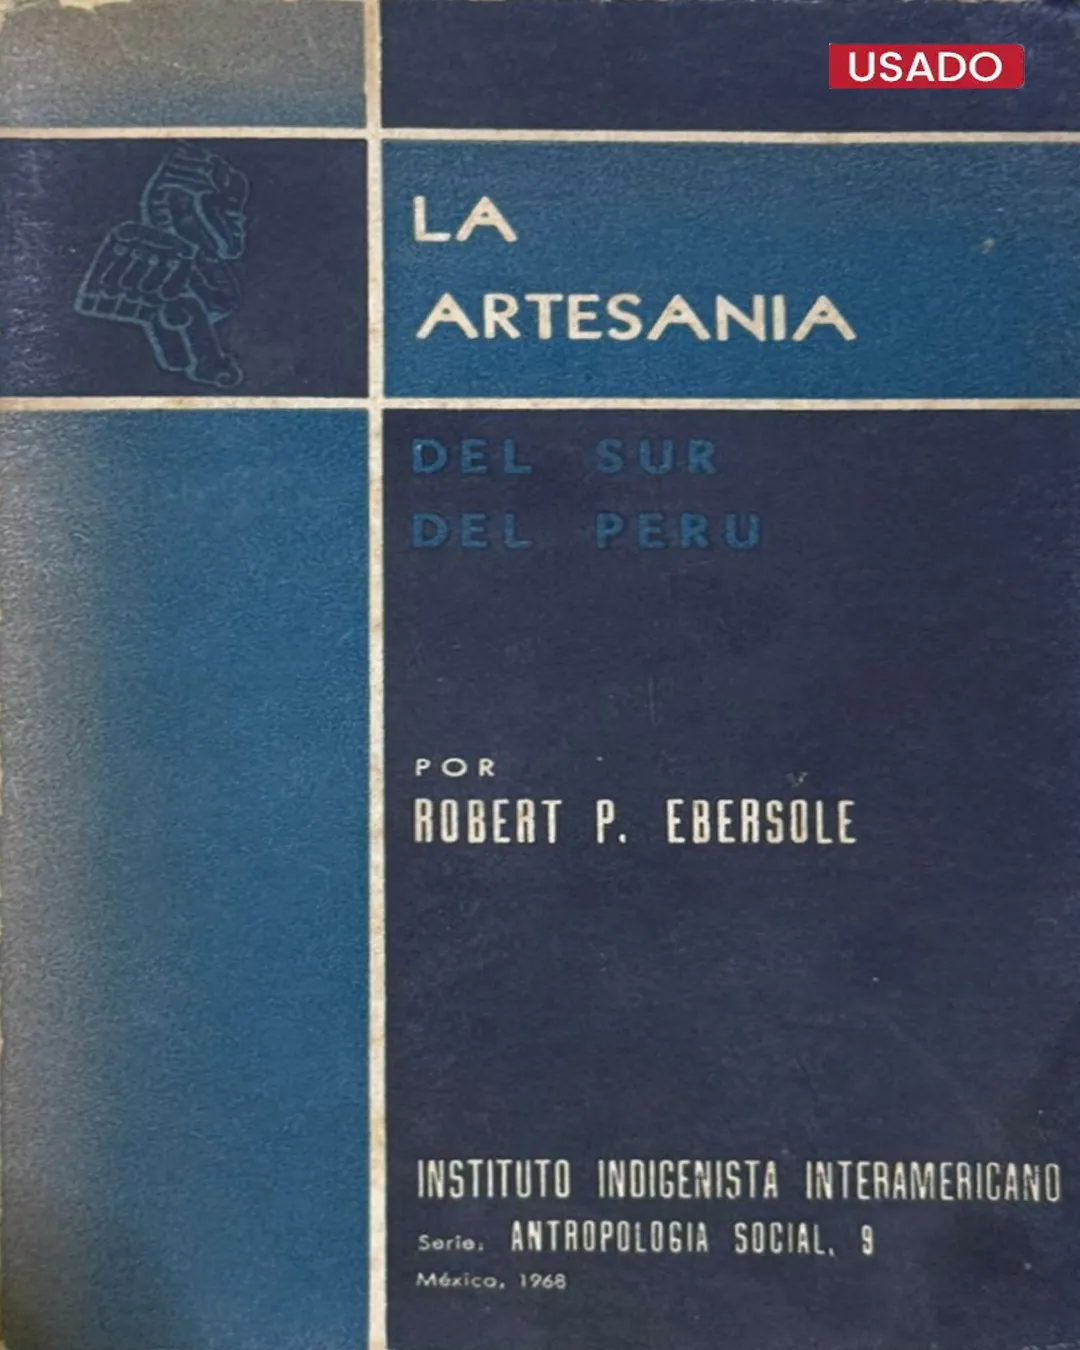 USADO
LA
ARTESANIA
DEL SUR
DEL PERU
POR
ROBERT P. EBERSOLE
INSTITUTO INDIGENISTA INTERAMERICANO
Serie: ANTROPOLOGIA SOCIAL, 9
México, 1968